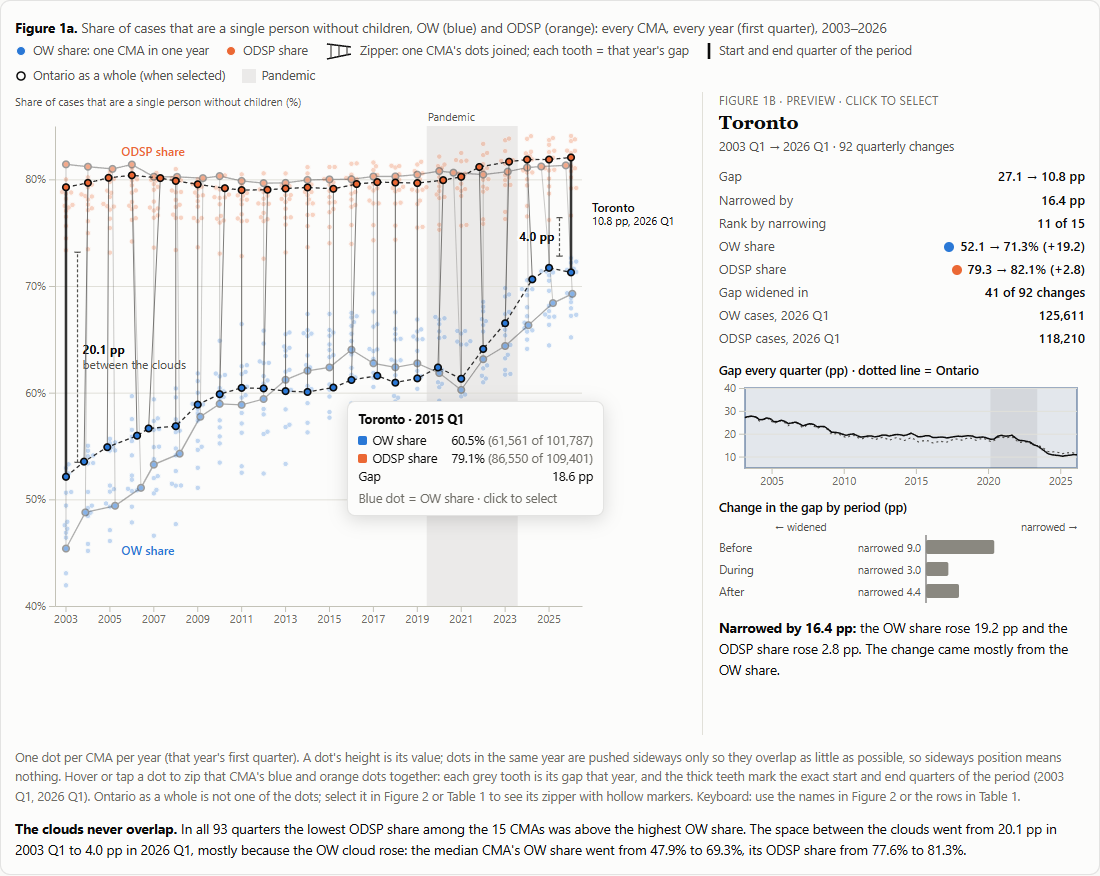 Figure 1a. Share of cases that are a single person without children, OW (blue) and ODSP (orange): every CMA, every year (first quarter), 2003–2026
OW share: one CMA in one year ODSP share Zipper: one CMA's dots joined; each tooth = that year's gap Start and end quarter of the period
Ontario as a whole (when selected) Pandemic
Share of cases that are a single person without children (%)
Pandemic
ODSP share
80%
70%
60%
50%
40%
Toronto
10.8 pp, 2026 Q1
4.0 pp
20.1 pp
between the clouds
OW share
Toronto · 2015 Q1
OW share 60.5% (61,561 of 101,787)
ODSP share 79.1% (86,550 of 109,401)
Gap 18.6 pp
Blue dot = OW share · click to select
2003 2005 2007 2009 2011 2013 2015 2017 2019 2021 2023 2025
FIGURE 1B · PREVIEW · CLICK TO SELECT
Toronto
2003 Q1 → 2026 Q1 · 92 quarterly changes
Gap 27.1 → 10.8 pp
Narrowed by 16.4 pp
Rank by narrowing 11 of 15
OW share 52.1 → 71.3% (+19.2)
ODSP share 79.3 → 82.1% (+2.8)
Gap widened in 41 of 92 changes
OW cases, 2026 Q1 125,611
ODSP cases, 2026 Q1 118,210
Gap every quarter (pp) · dotted line = Ontario
40
30
20
10
2005 2010 2015 2020 2025
Change in the gap by period (pp)
← widened narrowed →
Before narrowed 9.0
During narrowed 3.0
After narrowed 4.4
Narrowed by 16.4 pp: the OW share rose 19.2 pp and the
ODSP share rose 2.8 pp. The change came mostly from the
OW share.
One dot per CMA per year (that year's first quarter). A dot's height is its value; dots in the same year are pushed sideways only so they overlap as little as possible, so sideways position means
nothing. Hover or tap a dot to zip that CMA's blue and orange dots together: each grey tooth is its gap that year, and the thick teeth mark the exact start and end quarters of the period (2003
Q1, 2026 Q1). Ontario as a whole is not one of the dots; select it in Figure 2 or Table 1 to see its zipper with hollow markers. Keyboard: use the names in Figure 2 or the rows in Table 1.
The clouds never overlap. In all 93 quarters the lowest ODSP share among the 15 CMAs was above the highest OW share. The space between the clouds went from 20.1 pp in
2003 Q1 to 4.0 pp in 2026 Q1, mostly because the OW cloud rose: the median CMA's OW share went from 47.9% to 69.3%, its ODSP share from 77.6% to 81.3%.